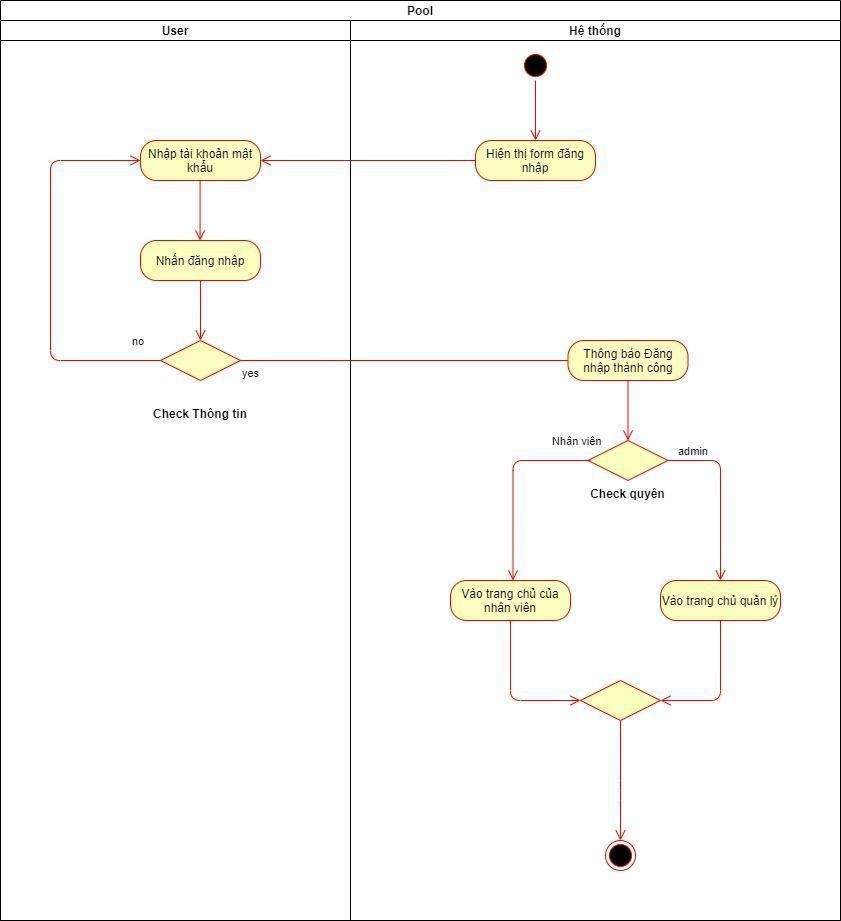 Pool
User
Hệ thống
Nhập tài khoản mật
khẩu
Hiện thị form đăng
nhập
Nhấn đăng nhập
no
yes
Check Thông tin
Thông báo Đăng
nhập thành công
Nhân viên
admin
Check quyên
Vào trang chủ của
nhân viên
Vào trang chủ quản lý